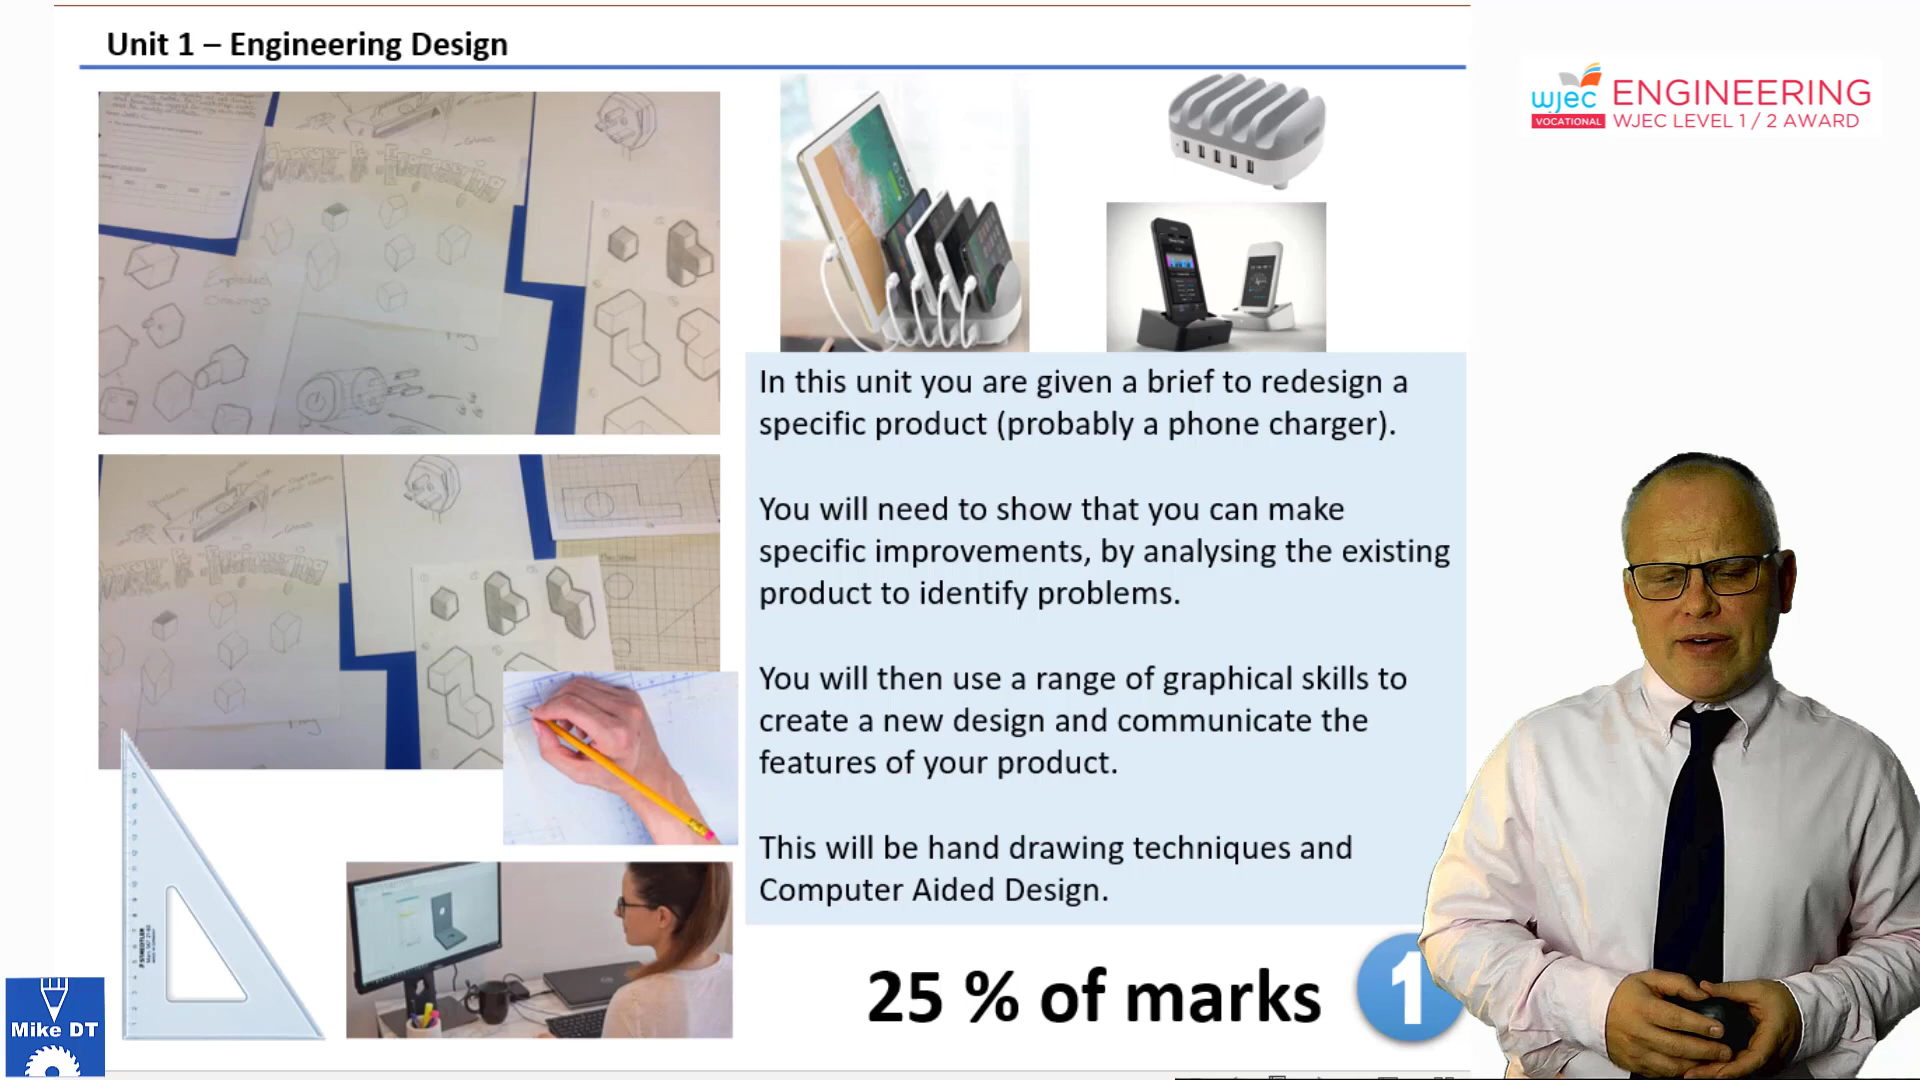 Unit 1 – Engineering Design
wjec
VOCATIONAL
ENGINEERING
WJEC LEVEL 1 / 2 AWARD
Exploded
Drawings
In this unit you are given a brief to redesign a
specific product (probably a phone charger).
You will need to show that you can make
specific improvements, by analysing the existing
product to identify problems.
You will then use a range of graphical skills to
create a new design and communicate the
features of your product.
This will be hand drawing techniques and
Computer Aided Design.
25 % of marks
1
STAEDTLER
Mike DT